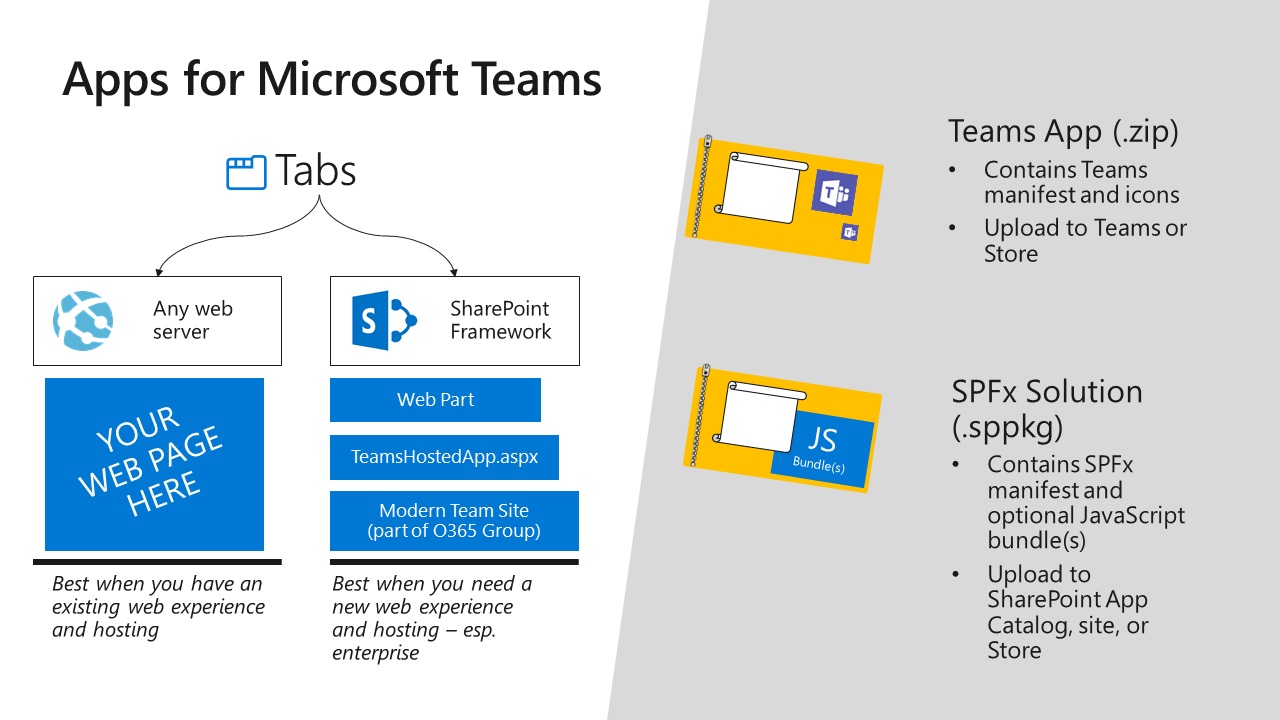 Apps for Microsoft Teams
Tabs
Any web
server
SharePoint
Framework
YOUR
WEB PAGE
HERE
Web Part
TeamsHostedApp.aspx
Modern Team Site
(part of O365 Group)
Best when you have an
existing web experience
and hosting
Best when you need a
new web experience
and hosting – esp.
enterprise
Teams App (.zip)
• Contains Teams
manifest and icons
• Upload to Teams or
Store
JS
Bundle(s)
SPFx Solution
(.sppkg)
• Contains SPFx
manifest and
optional JavaScript
bundle(s)
• Upload to
SharePoint App
Catalog, site, or
Store